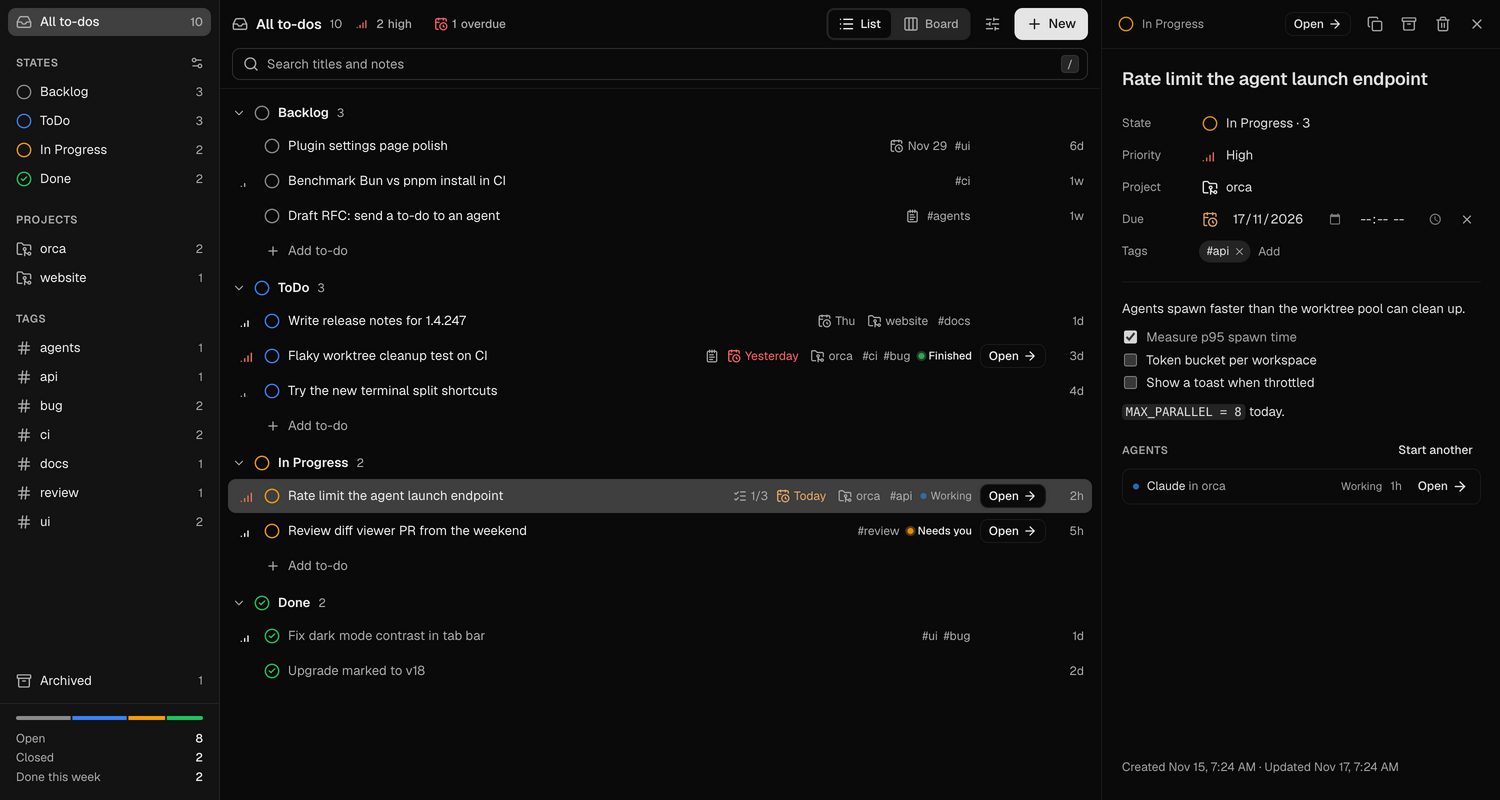 All to-dos 10
STATES
Backlog 3
ToDo 3
In Progress 2
Done 2
PROJECTS
orca 2
website 1
TAGS
agents 1
api 1
bug 2
ci 2
docs 1
review 1
ui 2
Archived 1
Open 8
Closed 2
Done this week 2
All to-dos 10 2 high 1 overdue List Board + New
Search titles and notes /
Backlog 3
Plugin settings page polish Nov 29 #ui 6d
Benchmark Bun vs pnpm install in CI #ci 1w
Draft RFC: send a to-do to an agent #agents 1w
+ Add to-do
ToDo 3
Write release notes for 1.4.247 Thu website #docs 1d
Flaky worktree cleanup test on CI Yesterday orca #ci #bug Finished Open → 3d
Try the new terminal split shortcuts 4d
+ Add to-do
In Progress 2
Rate limit the agent launch endpoint 1/3 Today orca #api Working Open → 2h
Review diff viewer PR from the weekend #review Needs you Open → 5h
+ Add to-do
Done 2
Fix dark mode contrast in tab bar #ui #bug 1d
Upgrade marked to v18 2d
In Progress Open →
Rate limit the agent launch endpoint
State In Progress · 3
Priority High
Project orca
Due 17/11/2026 --:-- --
Tags #api × Add
Agents spawn faster than the worktree pool can clean up.
Measure p95 spawn time
Token bucket per workspace
Show a toast when throttled
MAX_PARALLEL = 8 today.
AGENTS Start another
Claude in orca Working 1h Open →
Created Nov 15, 7:24 AM · Updated Nov 17, 7:24 AM